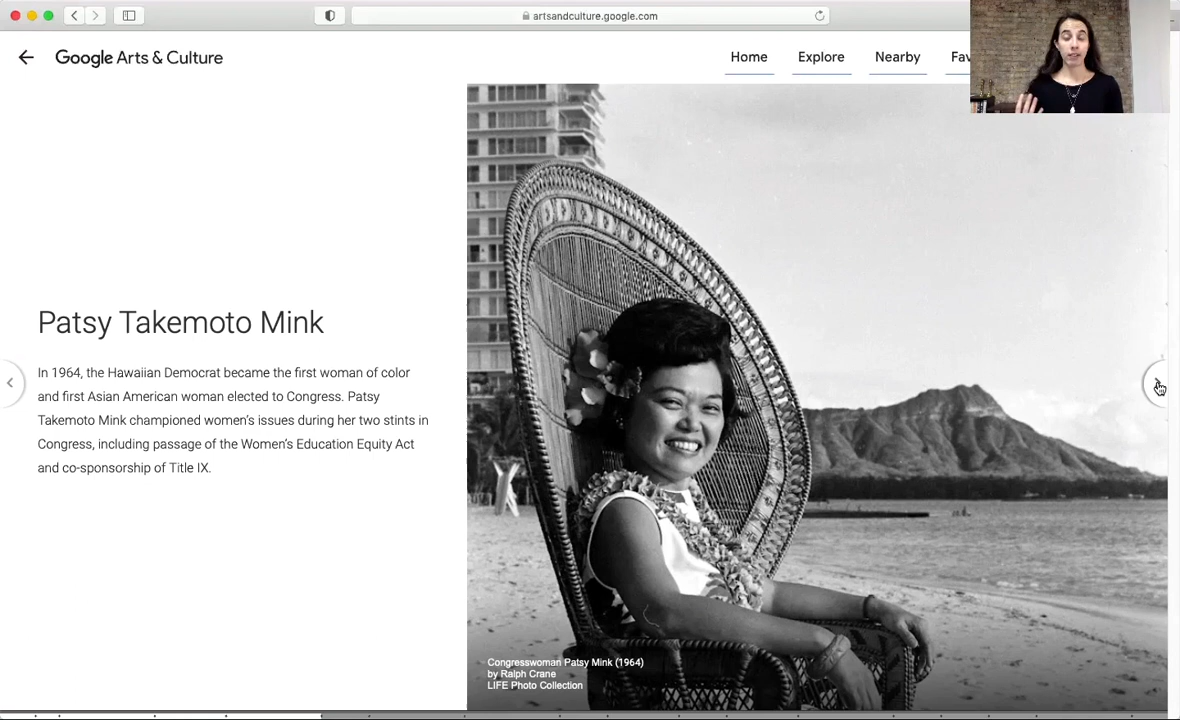 artsandculture.google.com
Google Arts & Culture
Home
Explore
Nearby
Fav
Patsy Takemoto Mink
In 1964, the Hawaiian Democrat became the first woman of color
and first Asian American woman elected to Congress. Patsy
Takemoto Mink championed women's issues during her two stints in
Congress, including passage of the Women's Education Equity Act
and co-sponsorship of Title IX.
Congresswoman Patsy Mink (1964)
by Ralph Crane
LIFE Photo Collection